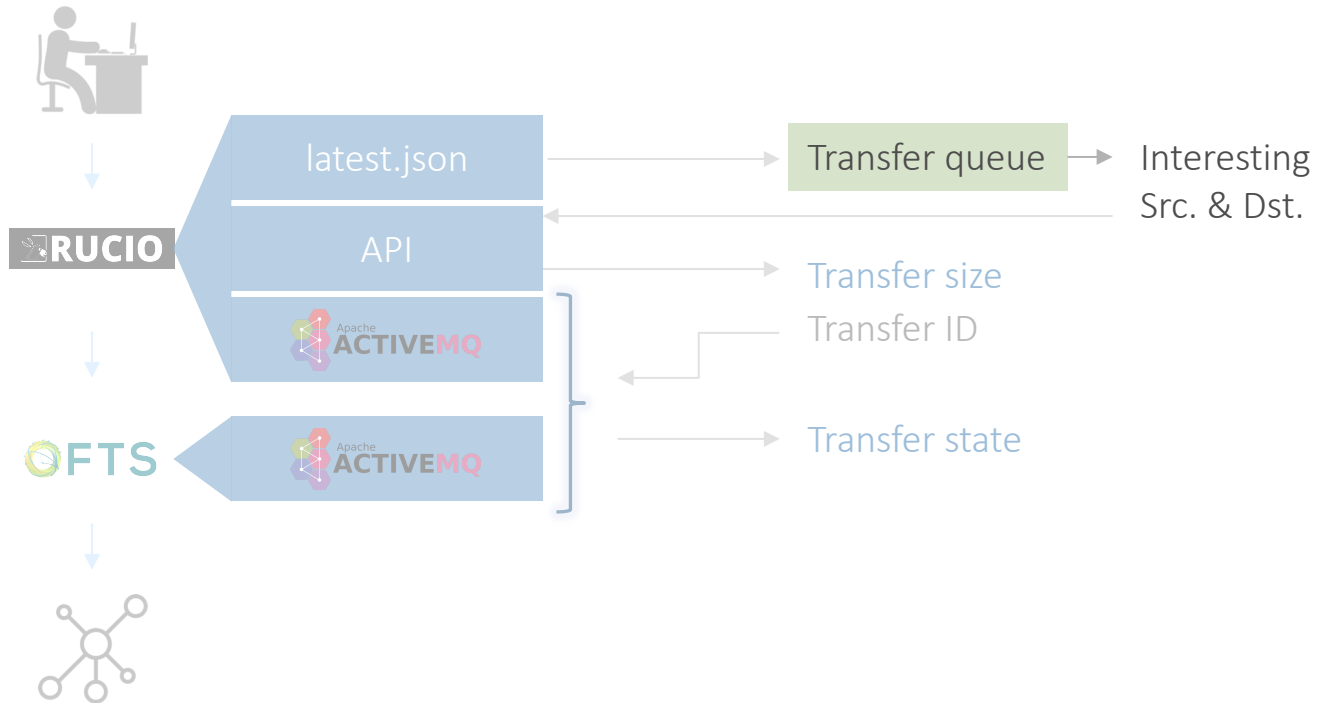 latest.json
Transfer queue
Interesting
Src. & Dst.
RUCIO
API
Transfer size
Apache
ACTIVEMQ
Transfer ID
FTS
Apache
ACTIVEMQ
Transfer state